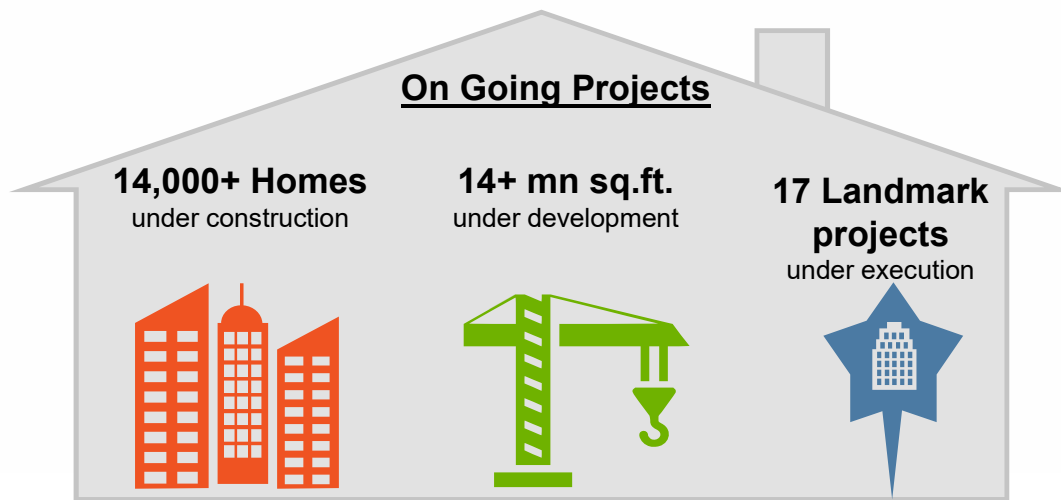 On Going Projects
14,000+ Homes
under construction
14+ mn sq.ft.
under development
17 Landmark
projects
under execution